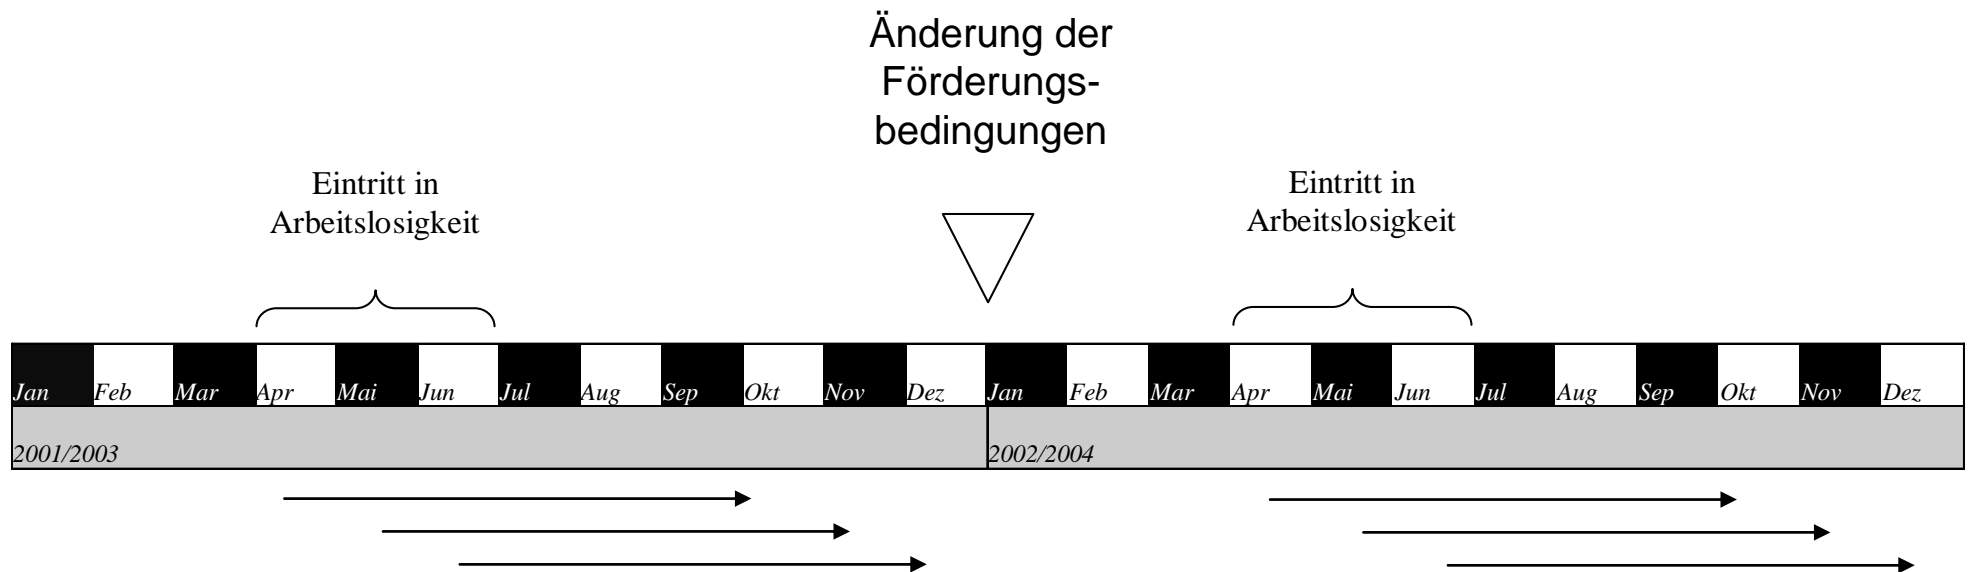 Änderung der
Förderungs-
bedingungen
Eintritt in
Arbeitslosigkeit
Eintritt in
Arbeitslosigkeit
Jan Feb Mar Apr Mai Jun Jul Aug Sep Okt Nov Dez Jan Feb Mar Apr Mai Jun Jul Aug Sep Okt Nov Dez
2001/2003 2002/2004